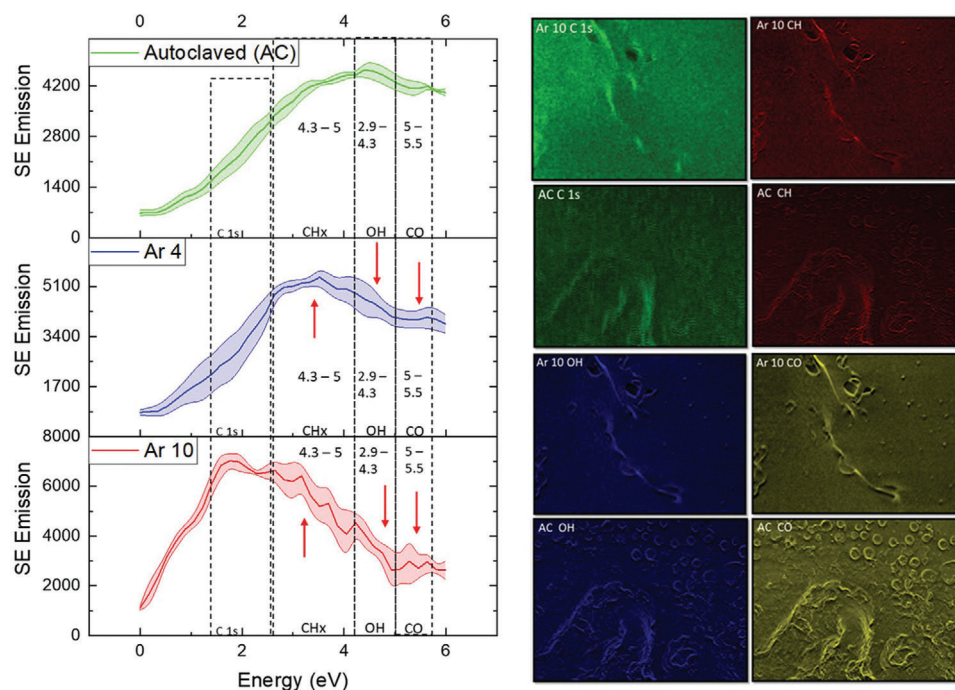 0 2 4 6
Autoclaved (AC)
SE Emission
4200
2800
1400
0
4.3 – 5
2.9 –
4.3
5 –
5.5
C 1s
CHx
OH
CO
Ar 4
SE Emission
5100
3400
1700
4.3 – 5
2.9 –
4.3
5 –
5.5
C 1s
CHx
OH
CO
Ar 10
SE Emission
8000
6000
4000
2000
0
4.3 – 5
2.9 –
4.3
5 –
5.5
C 1s
CHx
OH
CO
0 2 4 6
Energy (eV)
Ar 10 C 1s
Ar 10 CH
AC C 1s
AC CH
Ar 10 OH
Ar 10 CO
AC OH
AC CO